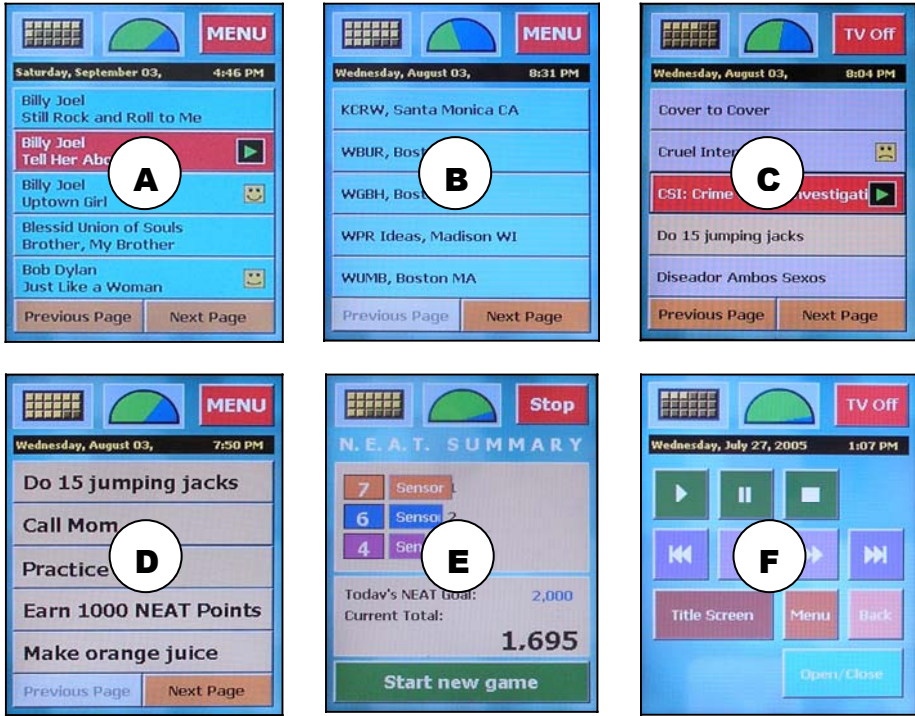 MENU
Saturday, September 03, 4:46 PM
Billy Joel
Still Rock and Roll to Me
Billy Joel
Tell Her Abo
A
Billy Joel
Uptown Girl
Blessid Union of Souls
Brother, My Brother
Bob Dylan
Just Like a Woman
Previous Page Next Page
MENU
Wednesday, August 03, 8:31 PM
KCRW, Santa Monica CA
WBUR, Bost
B
WGBH, Bost
WPR Ideas, Madison WI
WUMB, Boston MA
Previous Page Next Page
TV Off
Wednesday, August 03, 8:04 PM
Cover to Cover
Cruel Inter
C
CSI: Crime nvestigati
Do 15 jumping jacks
Diseador Ambos Sexos
Previous Page Next Page
MENU
Wednesday, August 03, 7:50 PM
Do 15 jumping jacks
Call Mom
D
Practice
Earn 1000 NEAT Points
Make orange juice
Previous Page Next Page
Stop
N.E.A.T. SUMMARY
7 Sensor 1
6 Senso 2
4 Sen
E
Today's NEAT Goal: 2,000
Current Total:
1,695
Start new game
TV Off
Wednesday, July 27, 2005 1:07 PM
F
Title Screen Menu Back
Open/Close